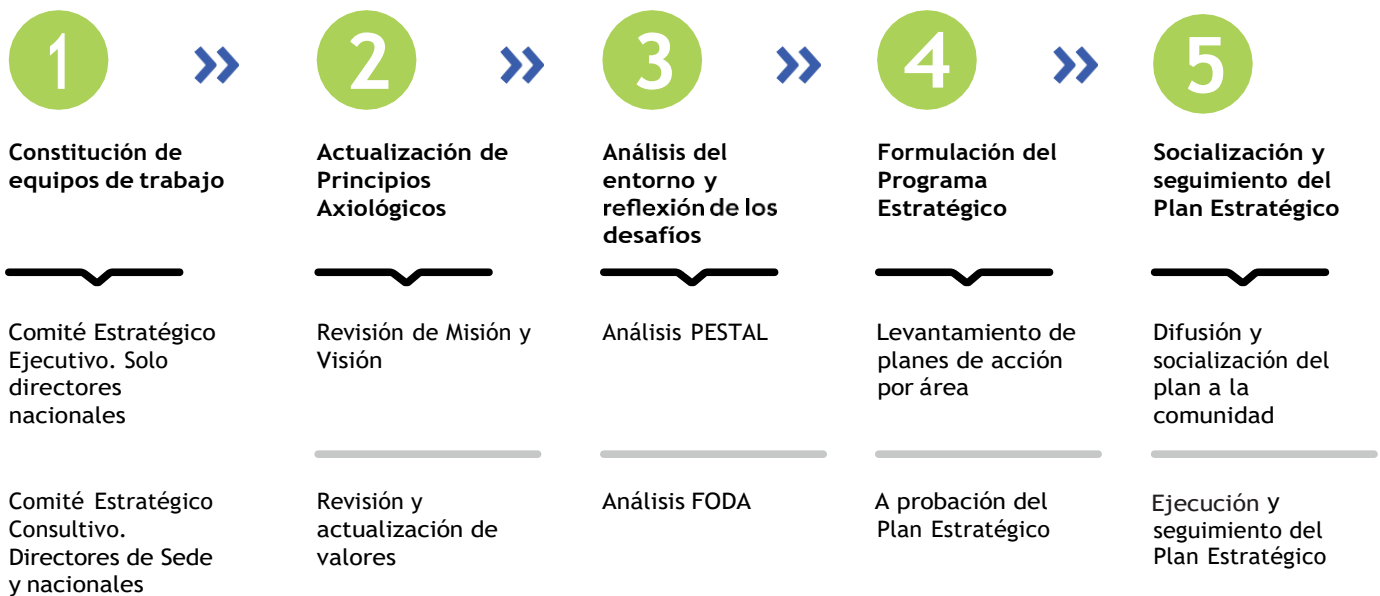 1
Constitución de
equipos de trabajo
Comité Estratégico
Ejecutivo. Solo
directores
nacionales
Comité Estratégico
Consultivo.
Directores de Sede
y nacionales
2
Actualización de
Principios
Axiológicos
Revisión de Misión y
Visión
Revisión y
actualización de
valores
3
Análisis del
entorno y
reflexión de los
desafíos
Análisis PESTAL
Análisis FODA
4
Formulación del
Programa
Estratégico
Levantamiento de
planes de acción
por área
A probación del
Plan Estratégico
5
Socialización y
seguimiento del
Plan Estratégico
Difusión y
socialización del
plan a la
comunidad
Ejecución y
seguimiento del
Plan Estratégico